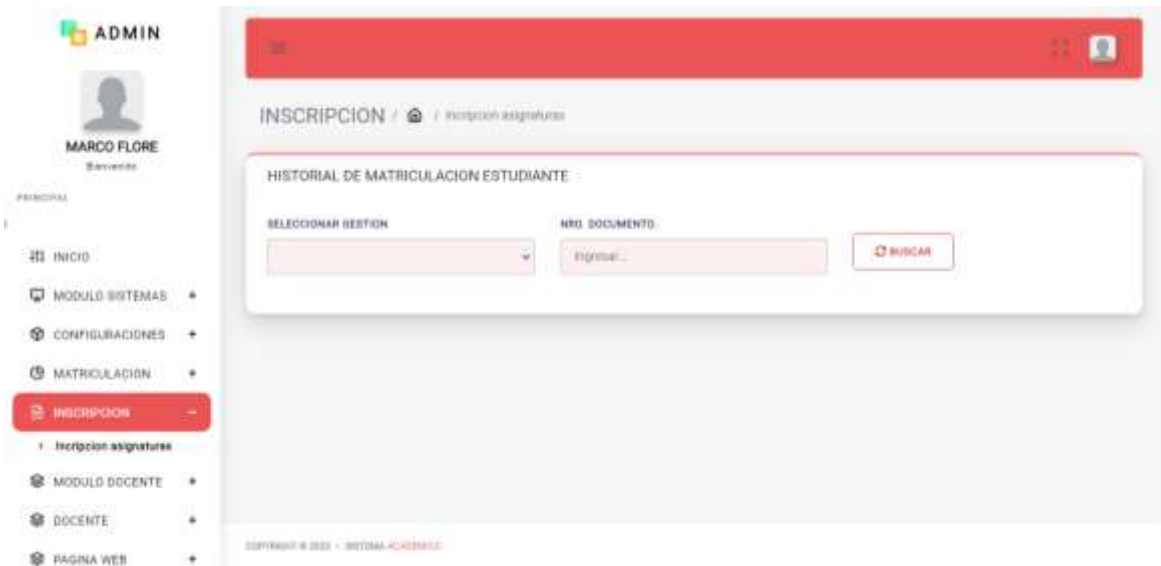 ADMIN
MARCO FLORE
Bienvenido
PRINCIPAL
INICIO
MODULO SISTEMAS +
CONFIGURACIONES +
MATRICULACION +
INSCRIPCION −
Incripcion asignaturas
MODULO DOCENTE +
DOCENTE +
PAGINA WEB +
INSCRIPCION / / Incripcion asignaturas
HISTORIAL DE MATRICULACION ESTUDIANTE
SELECCIONAR GESTION
NRO. DOCUMENTO
Ingresar...
BUSCAR
COPYRIGHT © - SISTEMA ACADEMICO